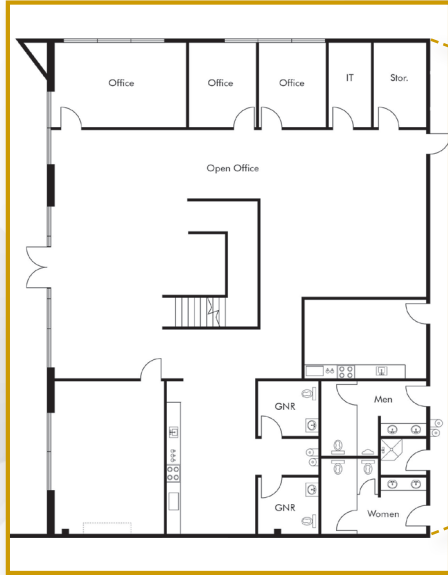 Office
Office
Office
IT
Stor.
Open Office
GNR
Men
GNR
Women